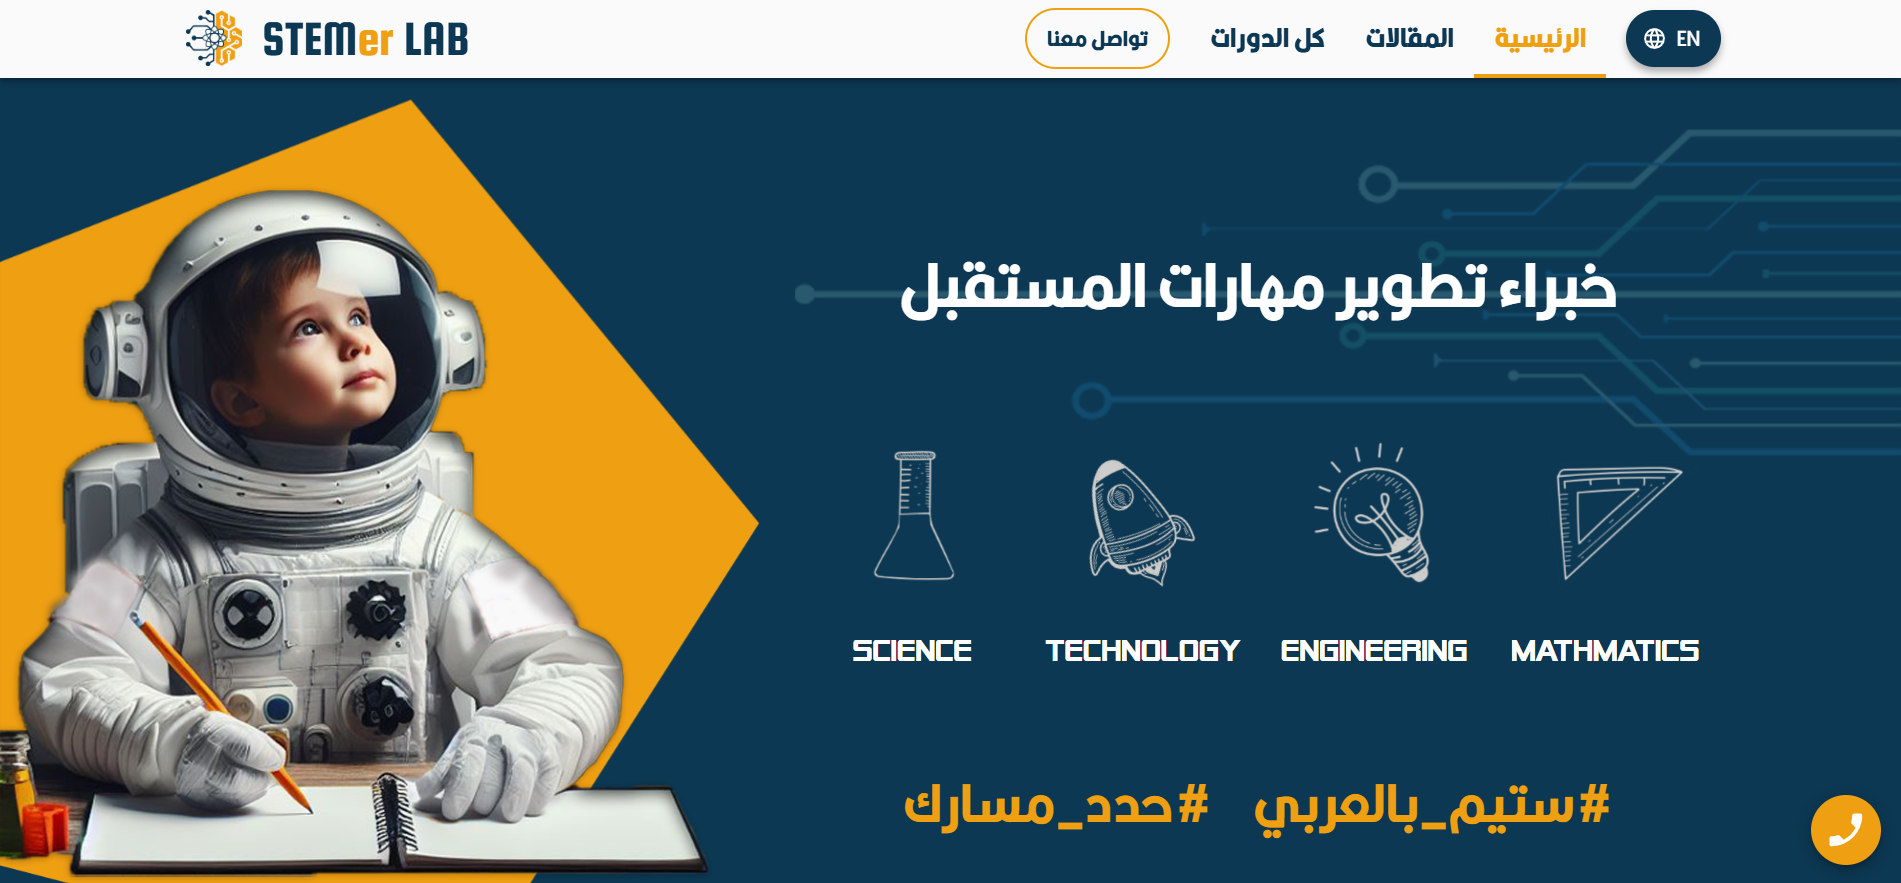 STEMer LAB
EN
الرئيسية
المقالات
كل الدورات
تواصل معنا
خبراء تطوير مهارات المستقبل
SCIENCE TECHNOLOGY ENGINEERING MATHMATICS
#ستيم_بالعربي #حدد_مسارك